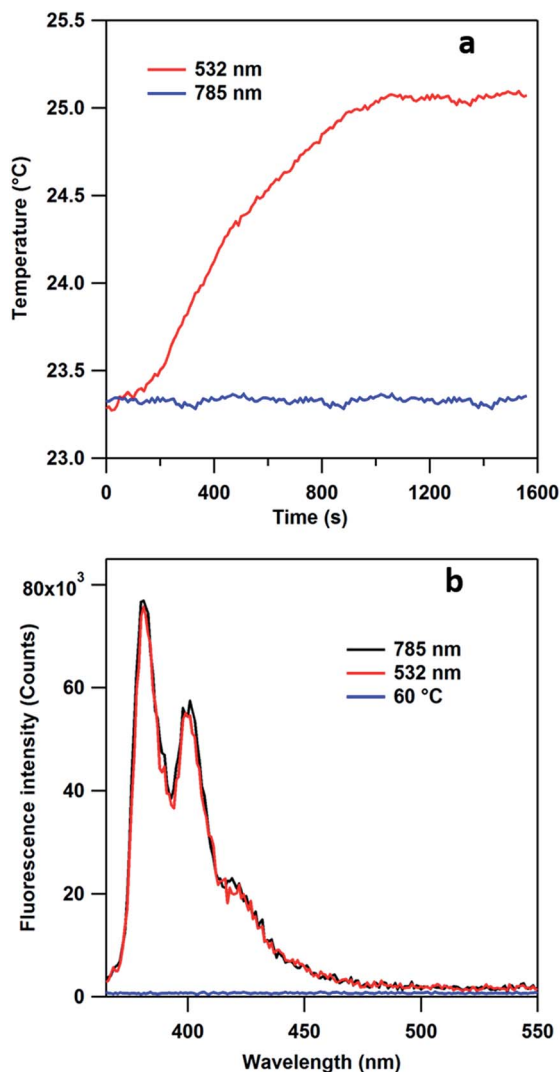 a
25.5
25.0
24.5
24.0
23.5
23.0
Temperature (°C)
532 nm
785 nm
0 400 800 1200 1600
Time (s)
b
80x10³
60
40
20
0
Fluorescence intensity (Counts)
785 nm
532 nm
60 °C
400 450 500 550
Wavelength (nm)